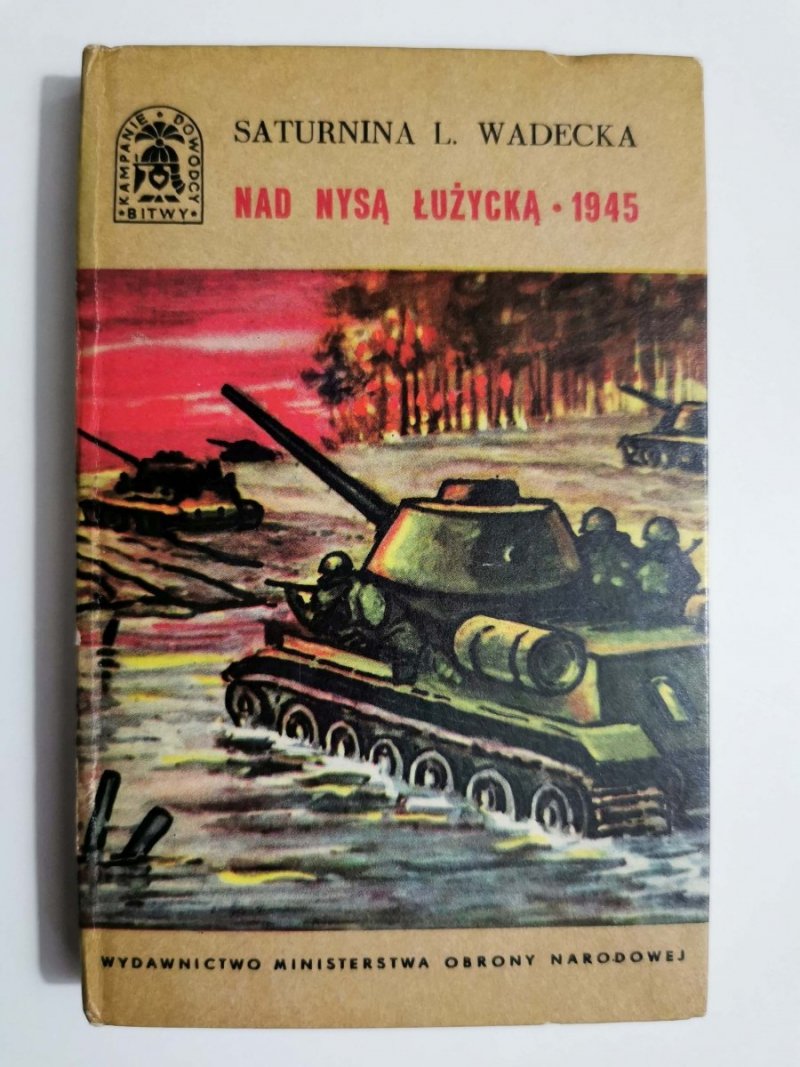 KAMPANIE • DOWÓDCY
• BITWY •
SATURNINA L. WADECKA
NAD NYSĄ ŁUŻYCKĄ • 1945
WYDAWNICTWO MINISTERSTWA OBRONY NARODOWEJ